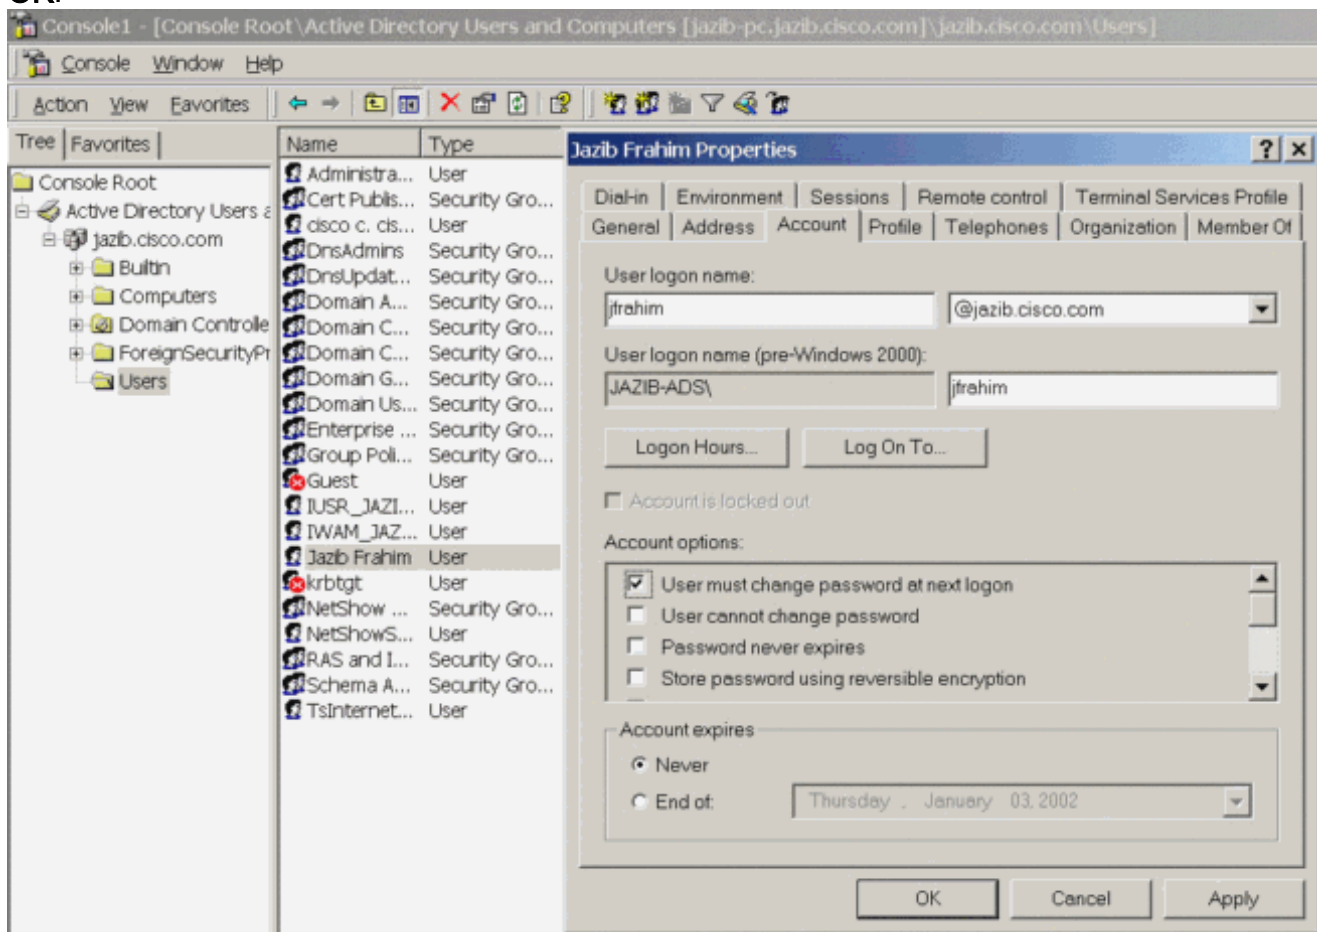 OK.
Console1 - [Console Root\Active Directory Users and Computers [jazib-pc.jazib.cisco.com]\jazib.cisco.com\Users]
Console Window Help
Action View Favorites
Tree Favorites
Console Root
Active Directory Users a
jazib.cisco.com
Builtin
Computers
Domain Controlle
ForeignSecurityPr
Users
Name Type
Administra... User
Cert Publis... Security Gro...
cisco c. cis... User
DnsAdmins Security Gro...
DnsUpdat... Security Gro...
Domain A... Security Gro...
Domain C... Security Gro...
Domain C... Security Gro...
Domain G... Security Gro...
Domain Us... Security Gro...
Enterprise ... Security Gro...
Group Poli... Security Gro...
Guest User
IUSR_JAZI... User
IWAM_JAZ... User
Jazib Frahim User
krbtgt User
NetShow ... Security Gro...
NetShowS... User
RAS and I... Security Gro...
Schema A... Security Gro...
TsInternet... User
Jazib Frahim Properties
Dial-in Environment Sessions Remote control Terminal Services Profile
General Address Account Profile Telephones Organization Member Of
User logon name:
jfrahim @jazib.cisco.com
User logon name (pre-Windows 2000):
JAZIB-ADS\ jfrahim
Logon Hours... Log On To...
Account is locked out
Account options:
User must change password at next logon
User cannot change password
Password never expires
Store password using reversible encryption
Account expires
Never
End of: Thursday , January 03, 2002
OK Cancel Apply